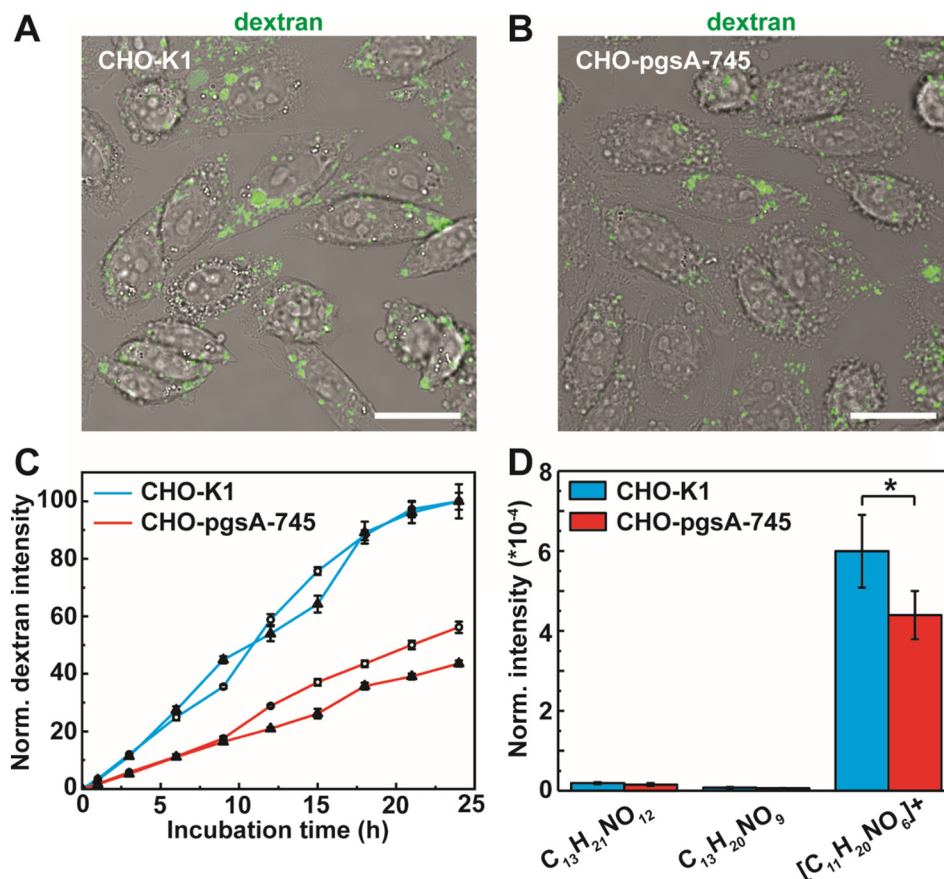 A
dextran
CHO-K1
B
dextran
CHO-pgsA-745
C
CHO-K1
CHO-pgsA-745
Norm. dextran intensity
100
80
60
40
20
0
0 5 10 15 20 25
Incubation time (h)
D
CHO-K1
CHO-pgsA-745
*
Norm. intensity (*10⁻⁴)
8
6
4
2
0
C₁₃H₂₁NO₁₂
C₁₃H₂₀NO₉
[C₁₁H₂₀NO₆]+